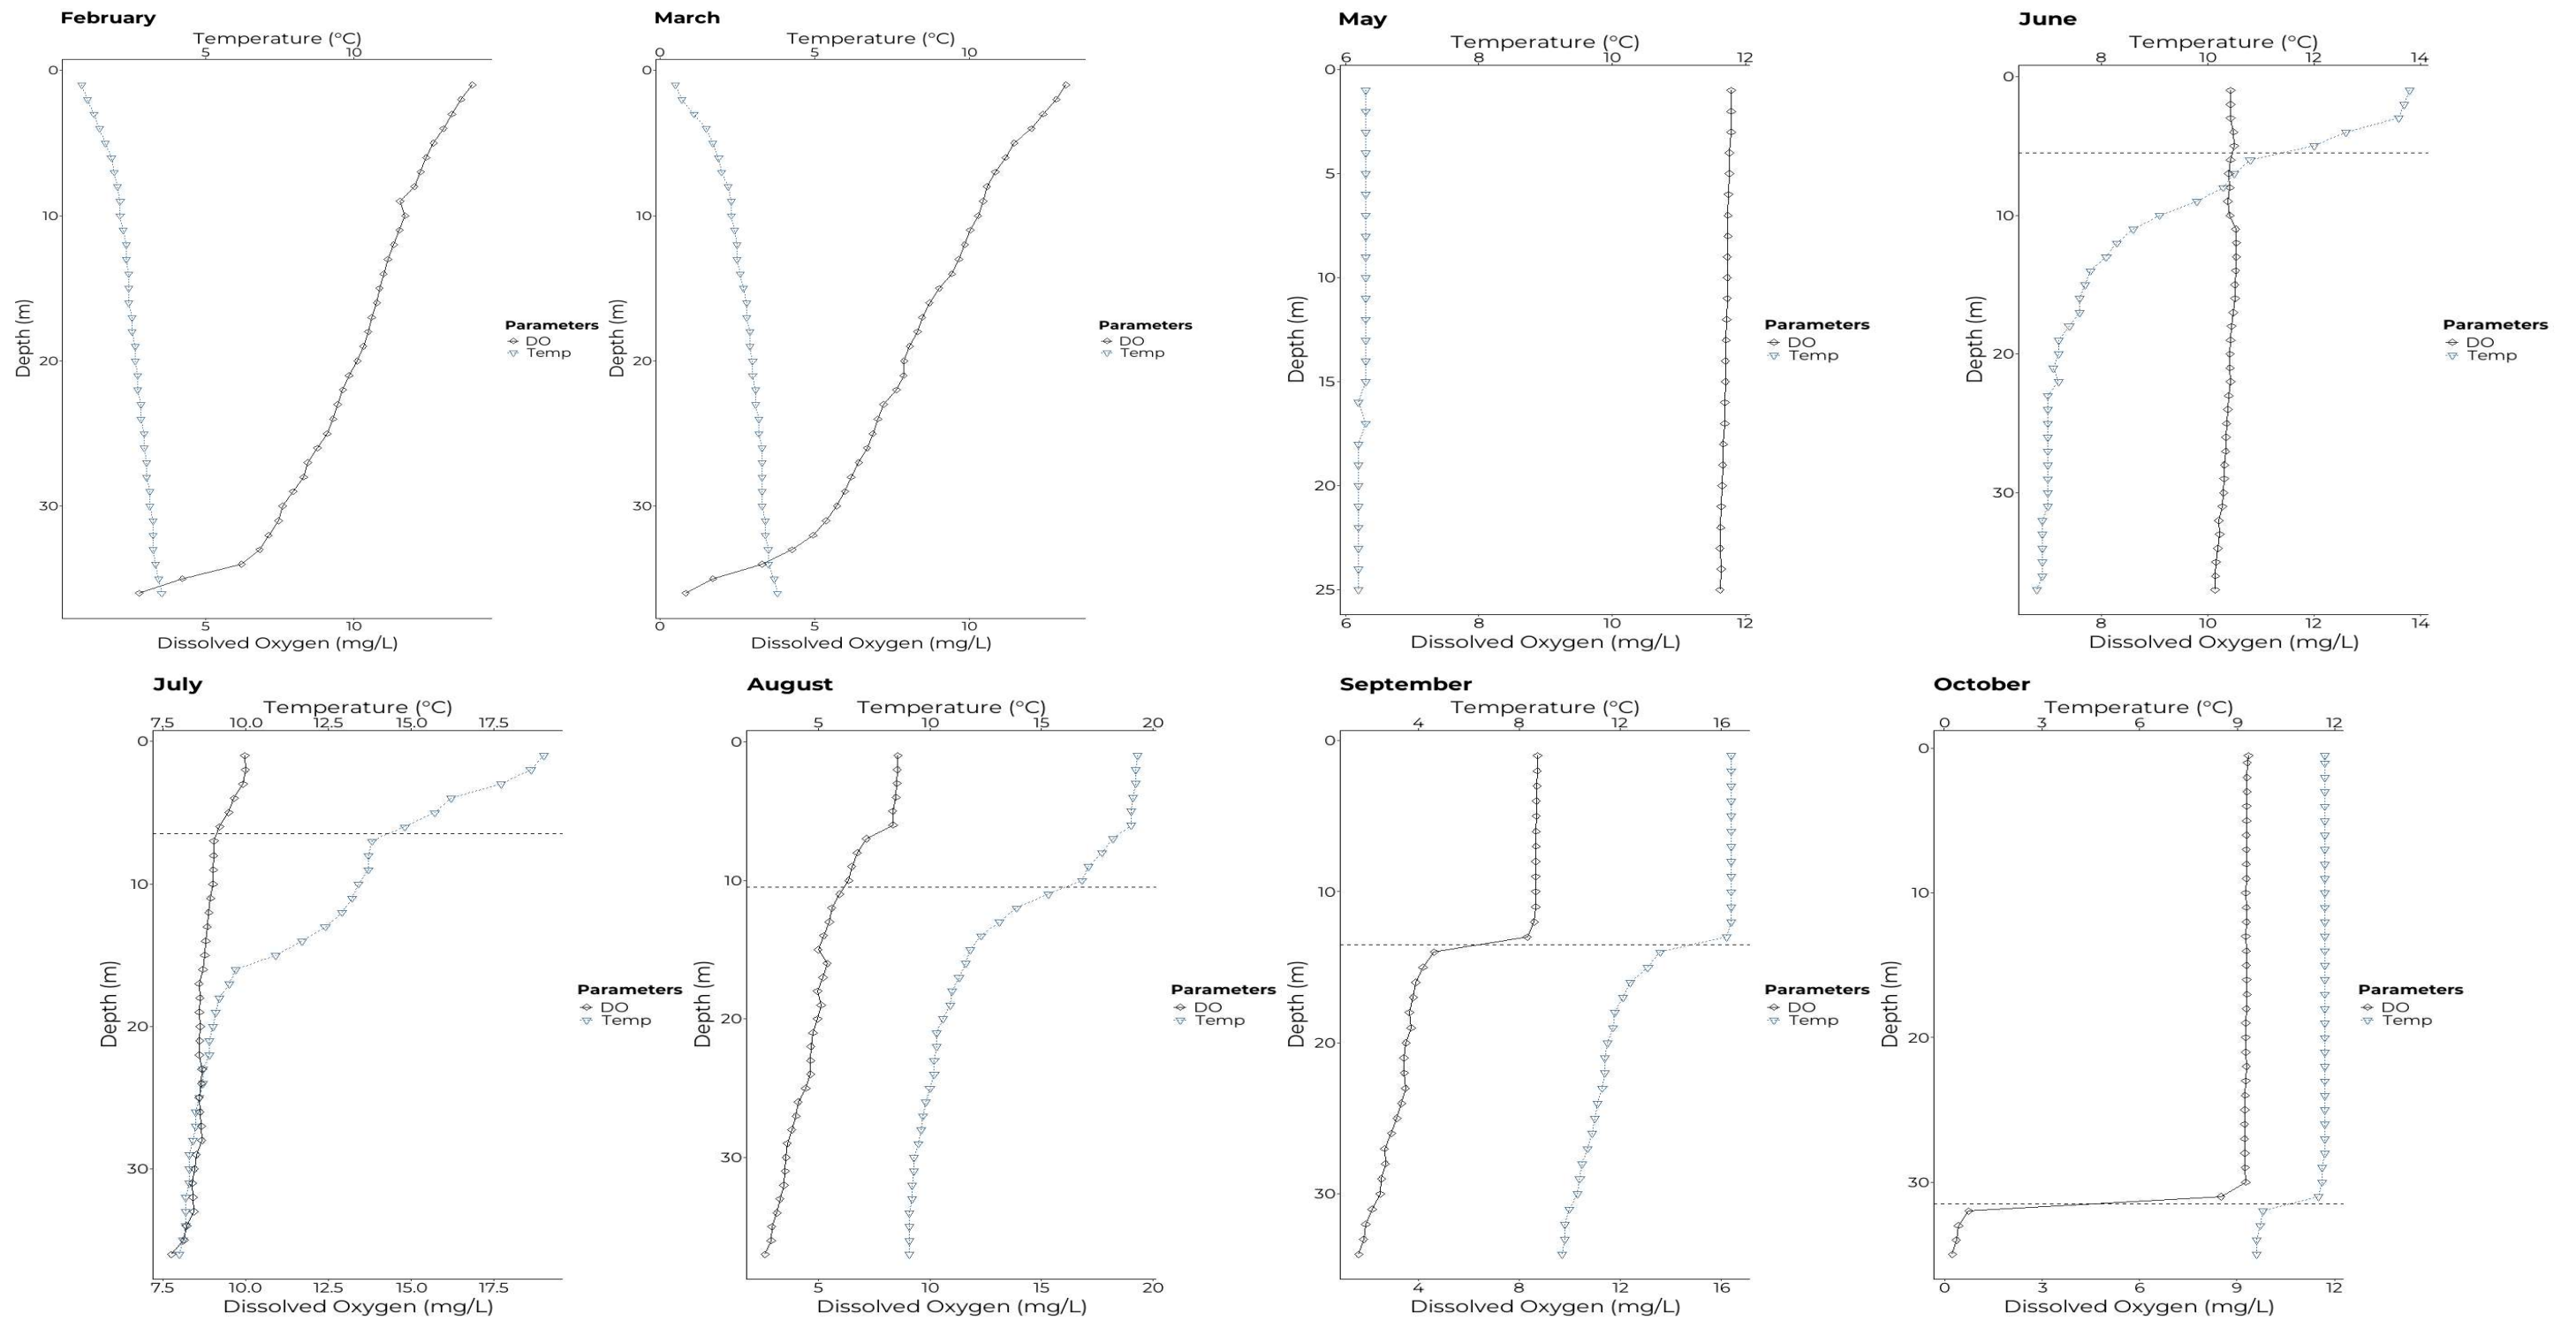 February
Temperature (°C)
5 10
0
10
20
30
Depth (m)
5 10
Dissolved Oxygen (mg/L)
Parameters
DO
Temp
March
Temperature (°C)
0 5 10
0
10
20
30
Depth (m)
0 5 10
Dissolved Oxygen (mg/L)
Parameters
DO
Temp
May
Temperature (°C)
6 8 10 12
0
5
10
15
20
25
Depth (m)
6 8 10 12
Dissolved Oxygen (mg/L)
Parameters
DO
Temp
June
Temperature (°C)
8 10 12 14
0
10
20
30
Depth (m)
8 10 12 14
Dissolved Oxygen (mg/L)
Parameters
DO
Temp
July
Temperature (°C)
7.5 10.0 12.5 15.0 17.5
0
10
20
30
Depth (m)
7.5 10.0 12.5 15.0 17.5
Dissolved Oxygen (mg/L)
Parameters
DO
Temp
August
Temperature (°C)
5 10 15 20
0
10
20
30
Depth (m)
5 10 15 20
Dissolved Oxygen (mg/L)
Parameters
DO
Temp
September
Temperature (°C)
4 8 12 16
0
10
20
30
Depth (m)
4 8 12 16
Dissolved Oxygen (mg/L)
Parameters
DO
Temp
October
Temperature (°C)
0 3 6 9 12
0
10
20
30
Depth (m)
0 3 6 9 12
Dissolved Oxygen (mg/L)
Parameters
DO
Temp